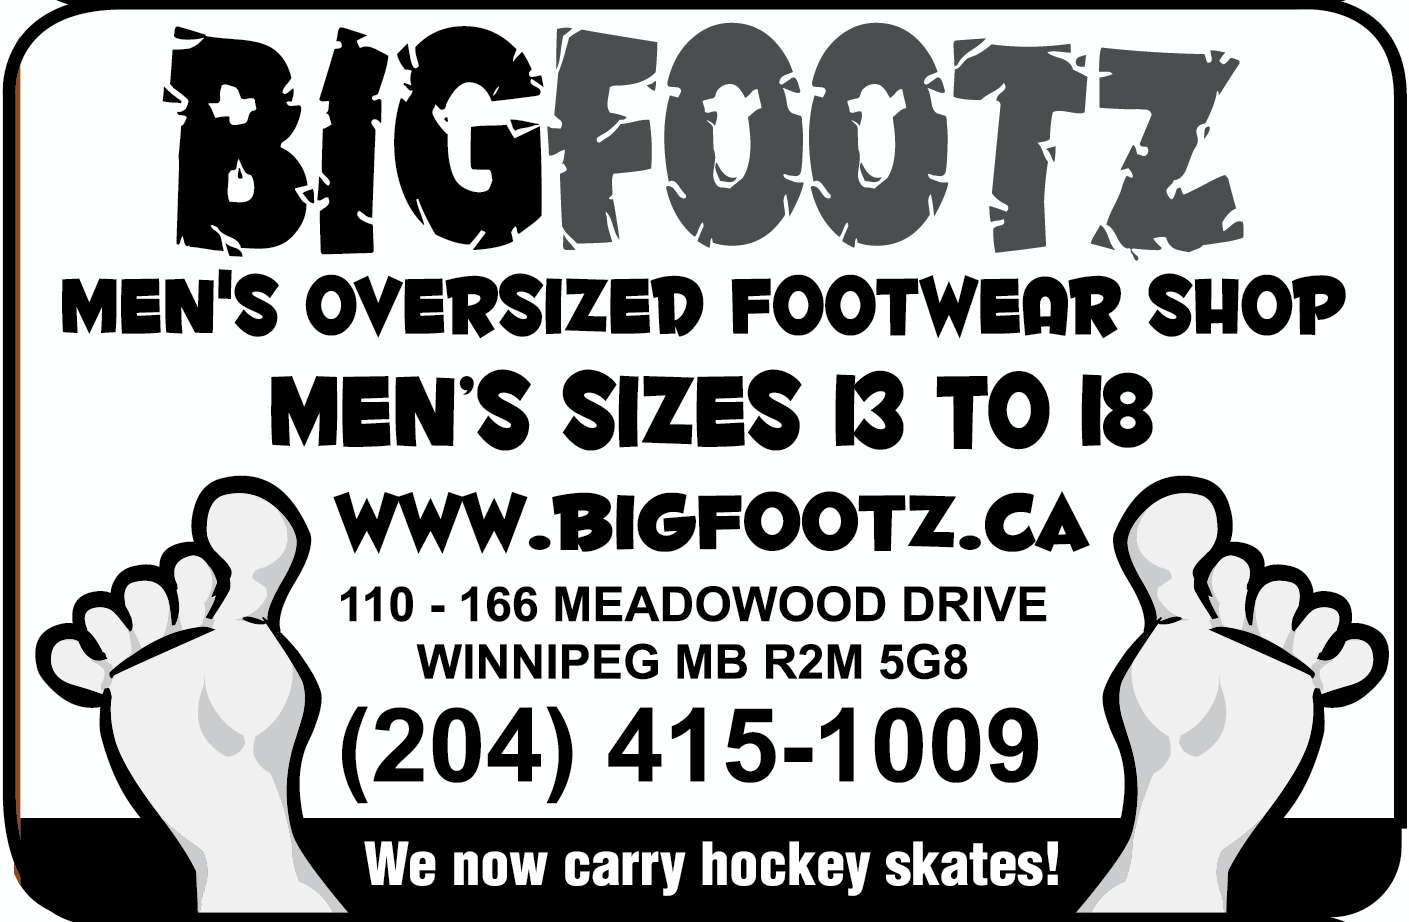 BIGFOOTZ
MEN'S OVERSIZED FOOTWEAR SHOP
MEN'S SIZES 13 TO 18
WWW.BIGFOOTZ.CA
110 - 166 MEADOWOOD DRIVE
WINNIPEG MB R2M 5G8
(204) 415-1009
We now carry hockey skates!